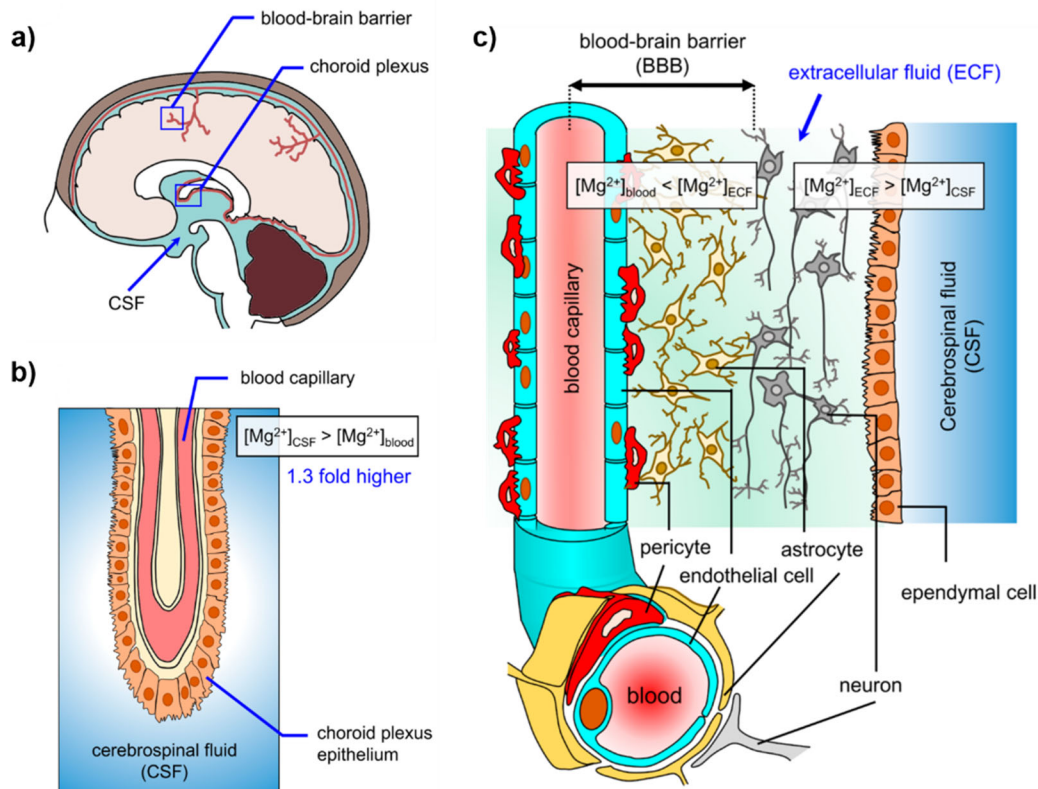 a)
blood-brain barrier
choroid plexus
CSF
b)
blood capillary
[Mg²⁺]CSF > [Mg²⁺]blood
1.3 fold higher
choroid plexus
epithelium
cerebrospinal fluid
(CSF)
c)
blood-brain barrier
(BBB)
extracellular fluid (ECF)
[Mg²⁺]blood < [Mg²⁺]ECF
[Mg²⁺]ECF > [Mg²⁺]CSF
blood capillary
Cerebrospinal fluid
(CSF)
pericyte
endothelial cell
astrocyte
ependymal cell
neuron
blood